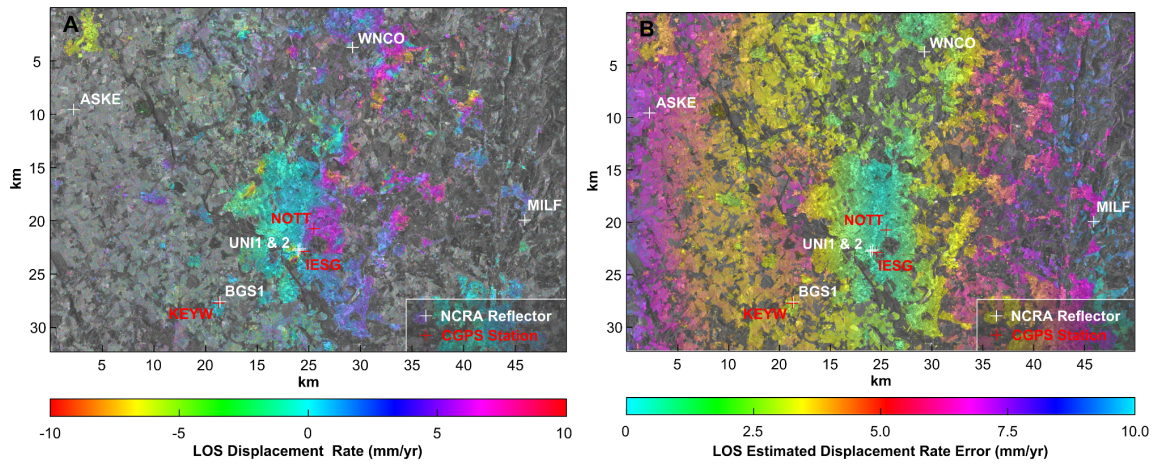 A
WNCO
ASKE
MILF
NOTT
UNI1 & 2
IESG
BGS1
KEYW
NCRA Reflector
CGPS Station
5
10
15
20
25
30
km
5 10 15 20 25 30 35 40 45
km
-10 -5 0 5 10
LOS Displacement Rate (mm/yr)
B
WNCO
ASKE
MILF
NOTT
UNI1 & 2
IESG
BGS1
KEYW
NCRA Reflector
CGPS Station
5
10
15
20
25
30
km
5 10 15 20 25 30 35 40 45
km
0 2.5 5.0 7.5 10.0
LOS Estimated Displacement Rate Error (mm/yr)